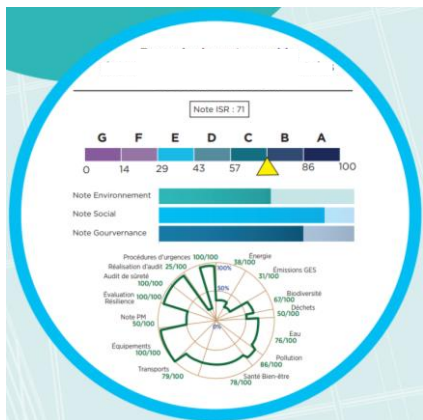 Note ISR : 71
G F E D C B A
0 14 29 43 57 86 100
Note Environnement
Note Social
Note Gourvernance
Procédures d'urgences 100/100
Énergie 38/100
Réalisation d'audit 25/100
Émissions GES 31/100
Audit de sûreté 100/100
Biodiversité 67/100
Évaluation Résilience 100/100
Déchets 50/100
Note PM 50/100
Eau 76/100
Équipements 100/100
Pollution 86/100
Transports 79/100
Santé Bien-être 78/100
100%
50%
0%